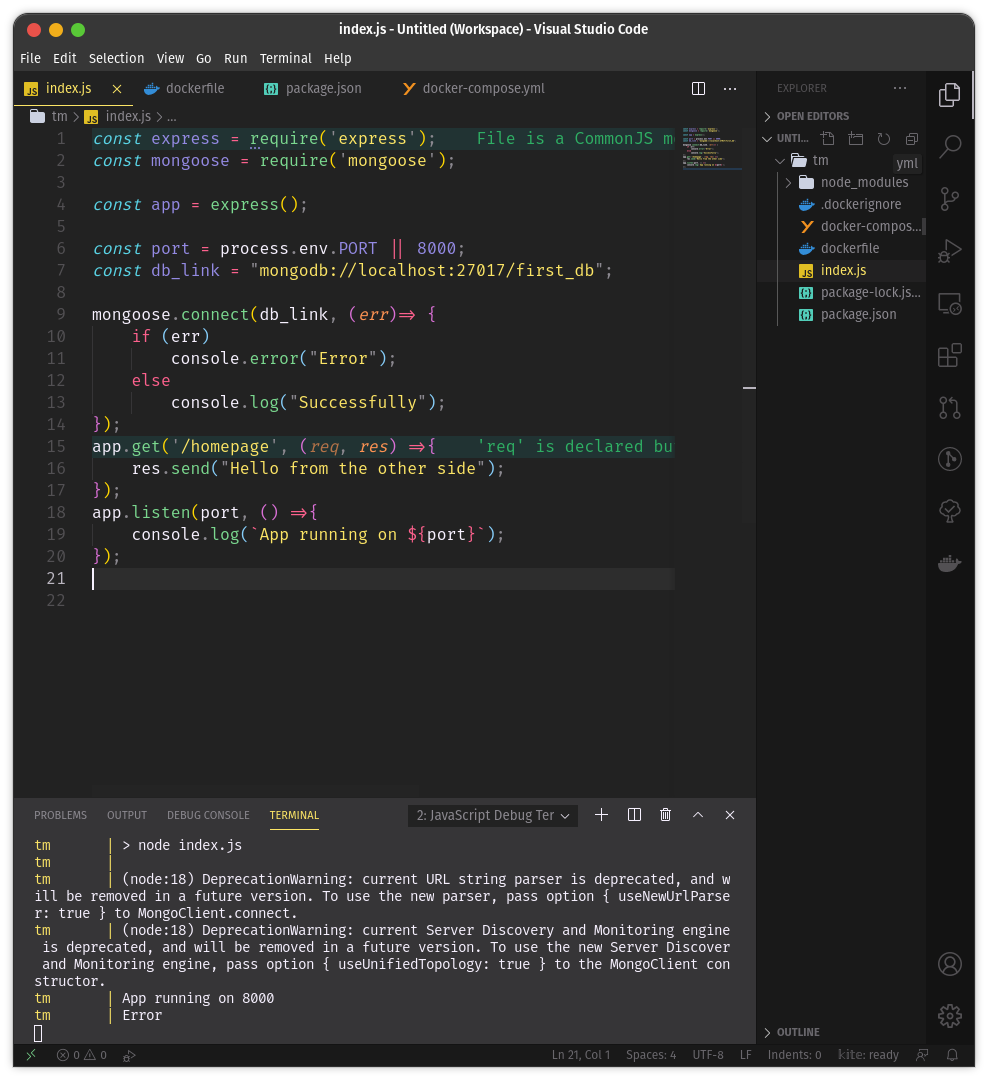 index.js - Untitled (Workspace) - Visual Studio Code
File Edit Selection View Go Run Terminal Help
index.js dockerfile package.json docker-compose.yml
tm > index.js > ...
1 const express = require('express'); File is a CommonJS m
2 const mongoose = require('mongoose');
3
4 const app = express();
5
6 const port = process.env.PORT || 8000;
7 const db_link = "mongodb://localhost:27017/first_db";
8
9 mongoose.connect(db_link, (err)=> {
10 if (err)
11 console.error("Error");
12 else
13 console.log("Successfully");
14 });
15 app.get('/homepage', (req, res) =>{ 'req' is declared bu
16 res.send("Hello from the other side");
17 });
18 app.listen(port, () =>{
19 console.log(`App running on ${port}`);
20 });
21
22
EXPLORER
OPEN EDITORS
UNTI...
tm
yml
node_modules
.dockerignore
docker-compos...
dockerfile
index.js
package-lock.js...
package.json
OUTLINE
PROBLEMS OUTPUT DEBUG CONSOLE TERMINAL 2: JavaScript Debug Ter
tm | > node index.js
tm |
tm | (node:18) DeprecationWarning: current URL string parser is deprecated, and w
ill be removed in a future version. To use the new parser, pass option { useNewUrlParse
r: true } to MongoClient.connect.
tm | (node:18) DeprecationWarning: current Server Discovery and Monitoring engine
is deprecated, and will be removed in a future version. To use the new Server Discover
and Monitoring engine, pass option { useUnifiedTopology: true } to the MongoClient con
structor.
tm | App running on 8000
tm | Error
0 0 Ln 21, Col 1 Spaces: 4 UTF-8 LF Indents: 0 kite: ready